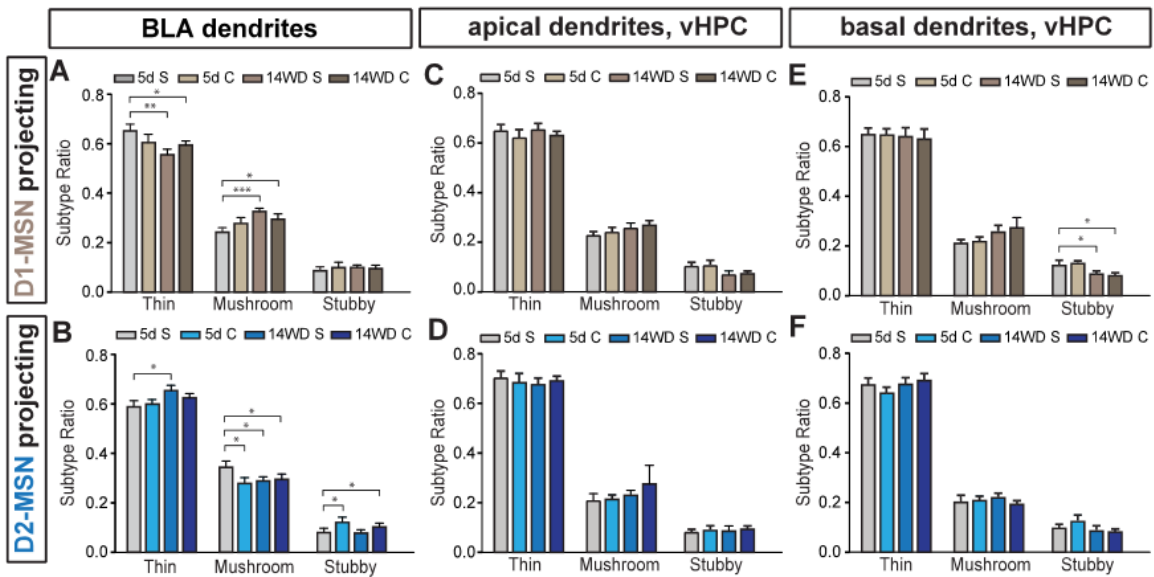 BLA dendrites
apical dendrites, vHPC
basal dendrites, vHPC
D1-MSN projecting
A
5d S 5d C 14WD S 14WD C
Subtype Ratio
0.8
0.6
0.4
0.2
0.0
*
**
*
***
Thin Mushroom Stubby
C
5d S 5d C 14WD S 14WD C
Subtype Ratio
0.8
0.6
0.4
0.2
0.0
Thin Mushroom Stubby
E
5d S 5d C 14WD S 14WD C
Subtype Ratio
0.8
0.6
0.4
0.2
0.0
*
*
Thin Mushroom Stubby
D2-MSN projecting
B
5d S 5d C 14WD S 14WD C
Subtype Ratio
0.8
0.6
0.4
0.2
0.0
*
*
*
*
*
*
Thin Mushroom Stubby
D
5d S 5d C 14WD S 14WD C
Subtype Ratio
0.8
0.6
0.4
0.2
0.0
Thin Mushroom Stubby
F
5d S 5d C 14WD S 14WD C
Subtype Ratio
0.8
0.6
0.4
0.2
0.0
Thin Mushroom Stubby